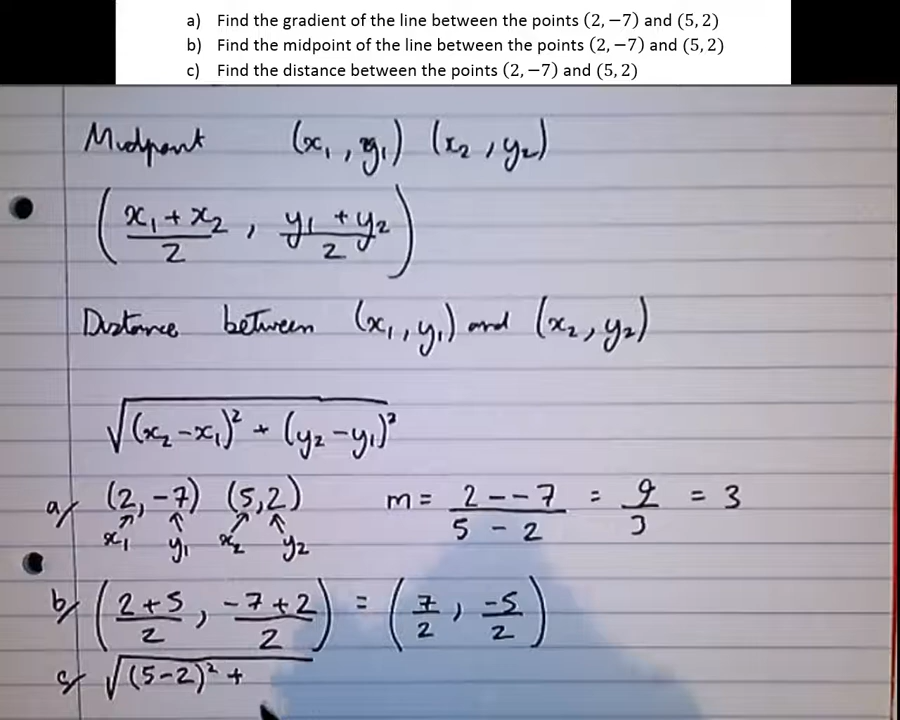 a) Find the gradient of the line between the points (2, −7) and (5, 2)
b) Find the midpoint of the line between the points (2, −7) and (5, 2)
c) Find the distance between the points (2, −7) and (5, 2)
Midpoint (x₁, y₁) (x₂, y₂)
((x₁ + x₂)/2, (y₁ + y₂)/2)
Distance between (x₁, y₁) and (x₂, y₂)
√((x₂ − x₁)² + (y₂ − y₁)²)
a/ (2, −7) (5, 2) m = (2 − −7)/(5 − 2) = 9/3 = 3
x₁ y₁ x₂ y₂
b/ ((2 + 5)/2, (−7 + 2)/2) = (7/2, −5/2)
c/ √((5−2)² +